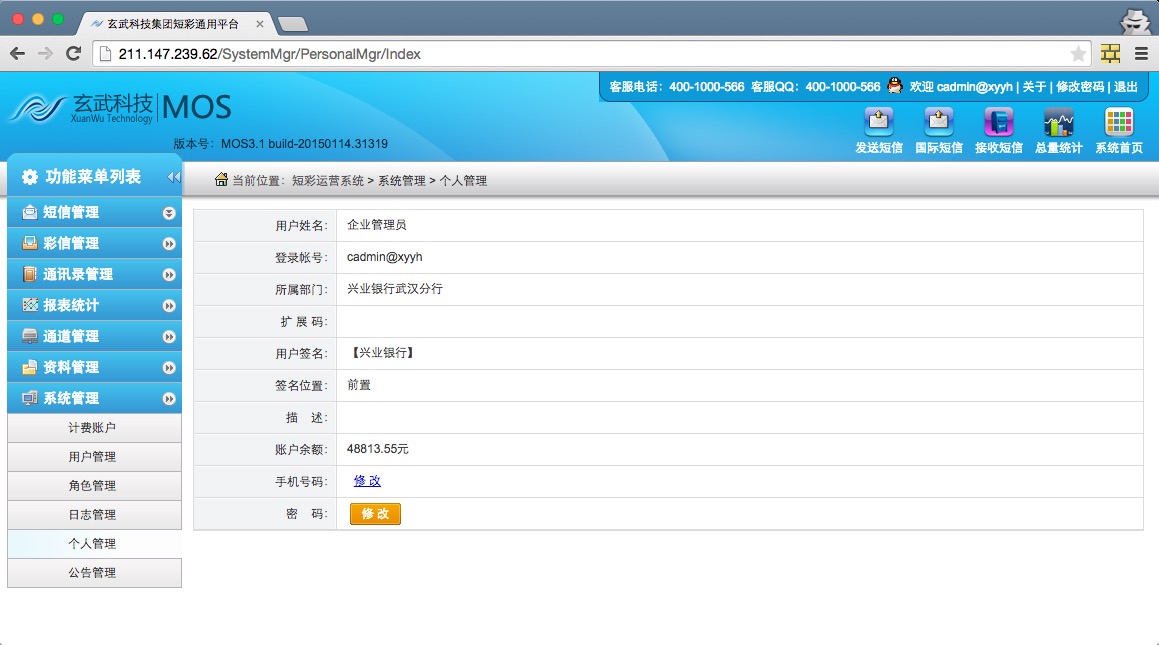 玄武科技集团短彩通用平台
211.147.239.62/SystemMgr/PersonalMgr/Index
客服电话：400-1000-566 客服QQ：400-1000-566 欢迎 cadmin@xyyh | 关于 | 修改密码 | 退出
玄武科技 MOS
XuanWu Technology
版本号：MOS3.1 build-20150114.31319
发送短信 国际短信 接收短信 总量统计 系统首页
功能菜单列表
当前位置：短彩运营系统 > 系统管理 > 个人管理
短信管理
彩信管理
通讯录管理
报表统计
通道管理
资料管理
系统管理
计费账户
用户管理
角色管理
日志管理
个人管理
公告管理
用户姓名： 企业管理员
登录帐号： cadmin@xyyh
所属部门： 兴业银行武汉分行
扩 展 码：
用户签名： 【兴业银行】
签名位置： 前置
描 述：
账户余额： 48813.55元
手机号码： 修 改
密 码： 修 改